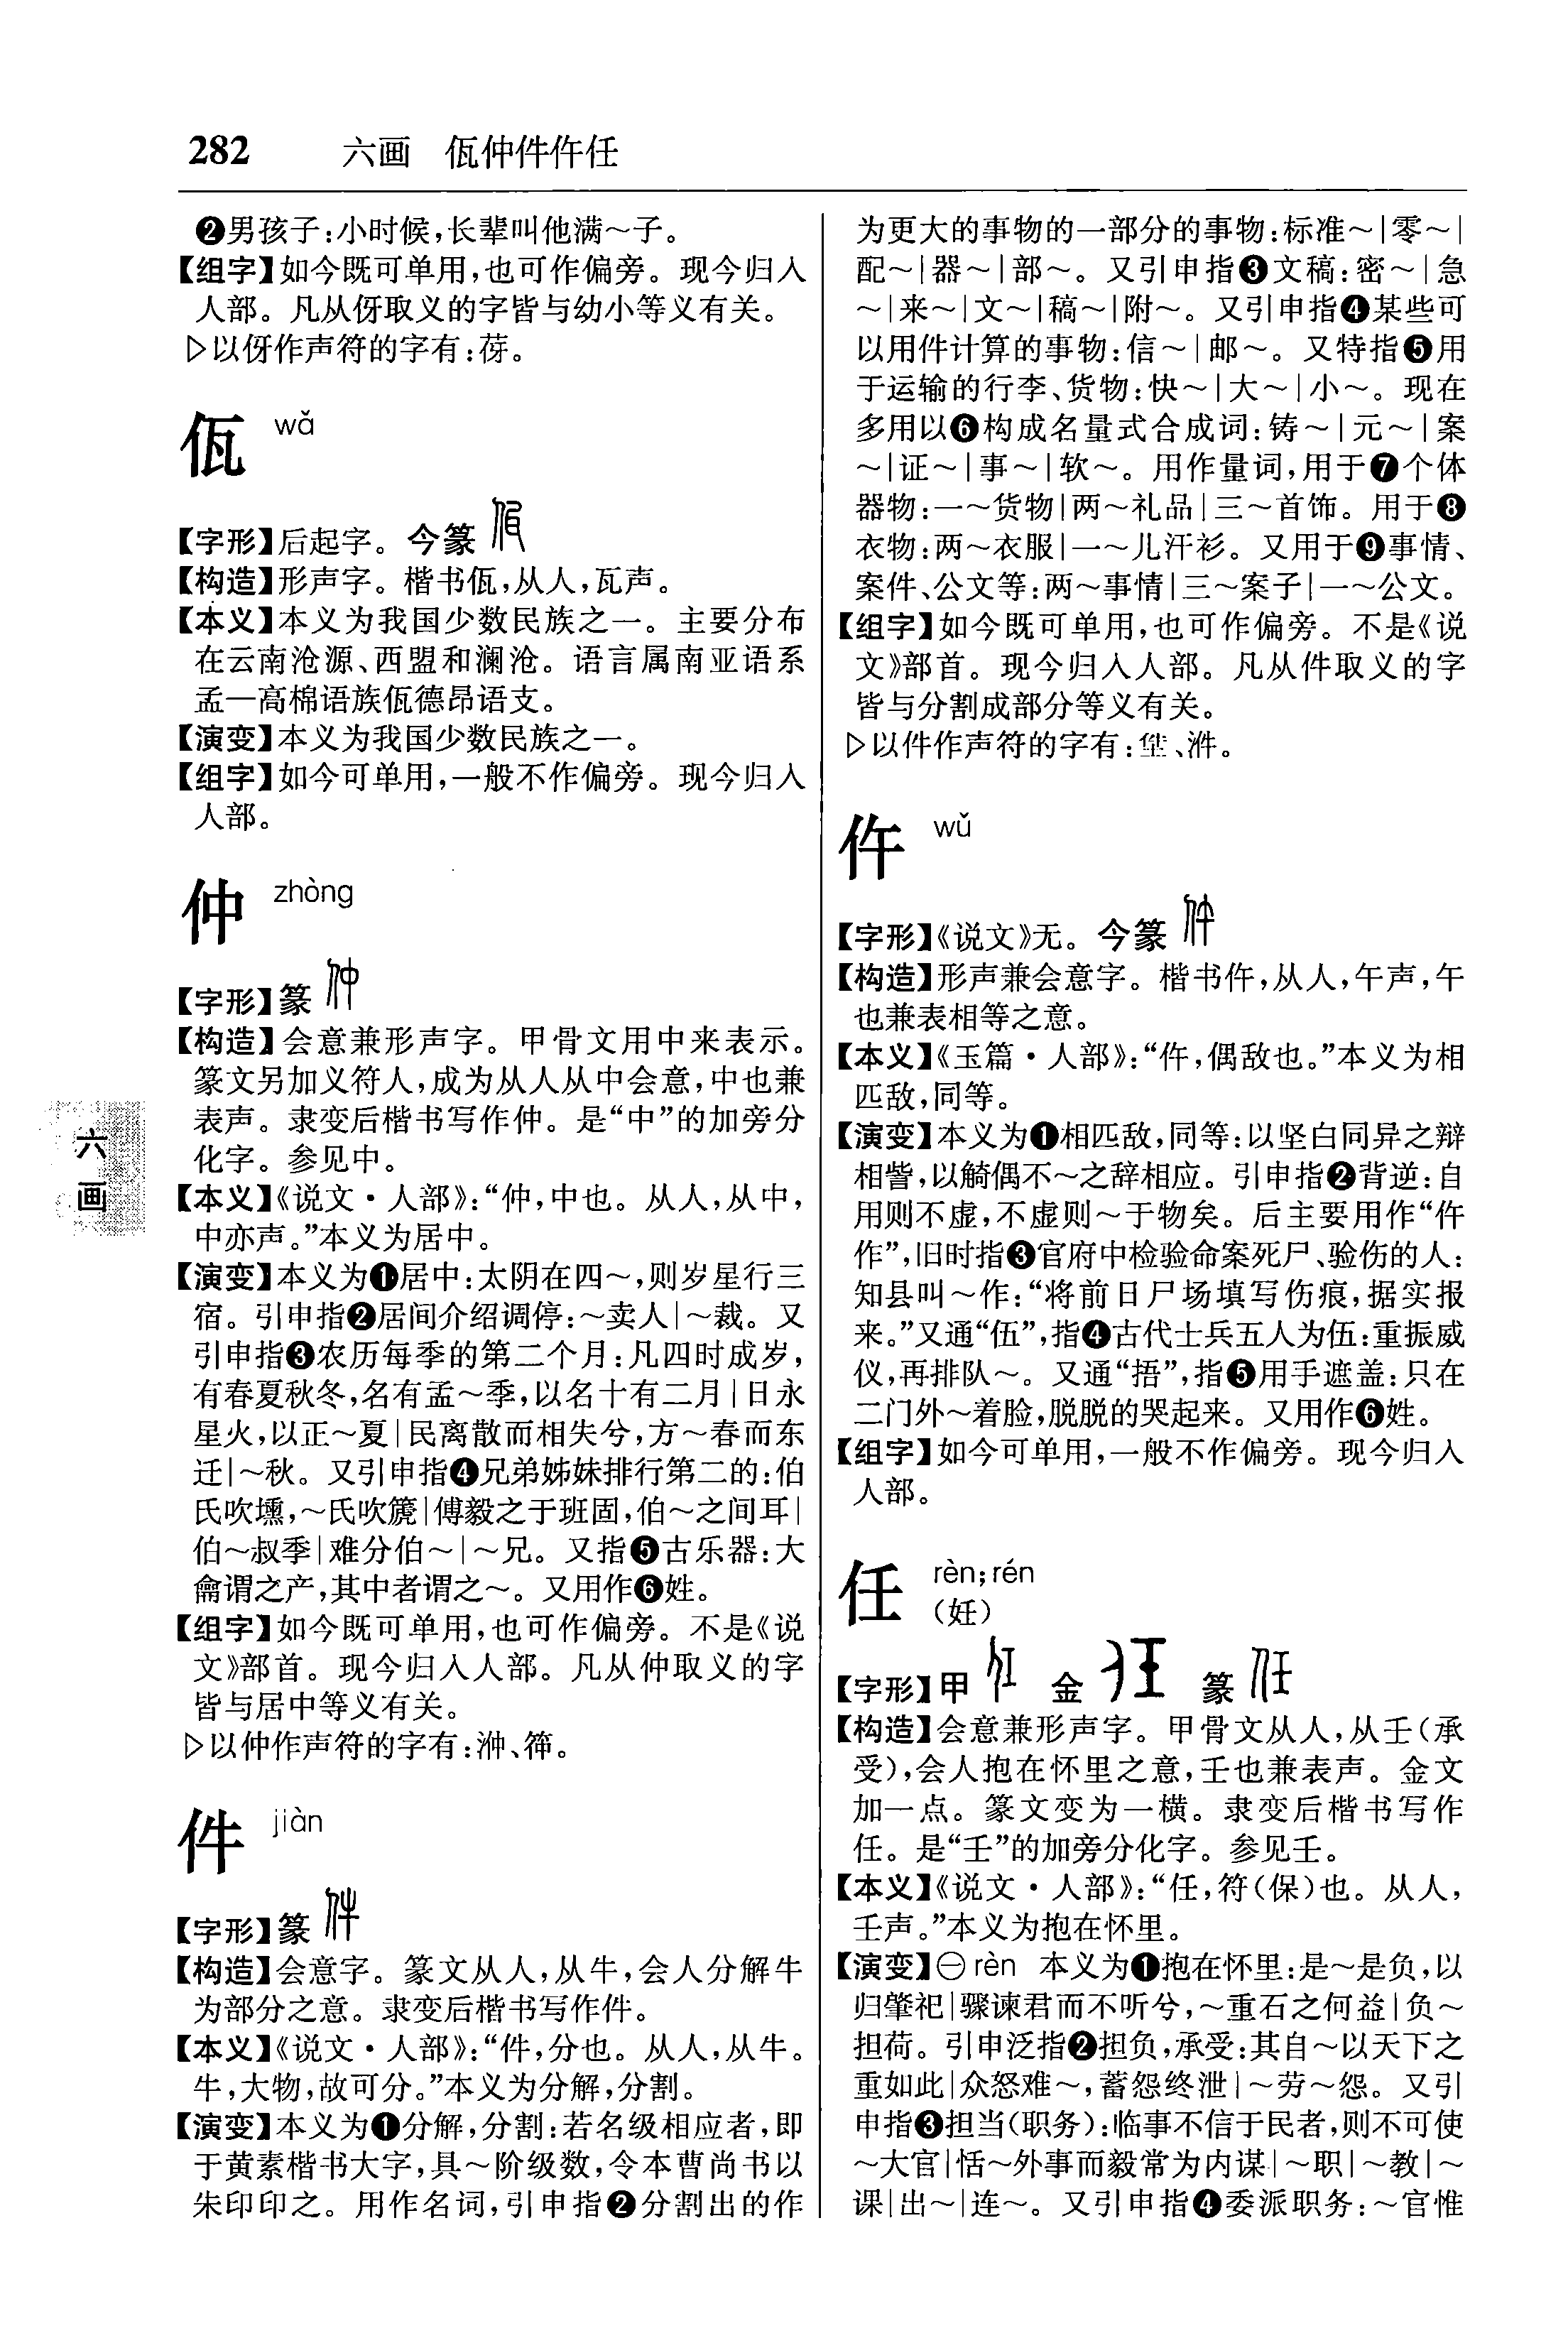 282 六画 佤仲件仵任
❷男孩子:小时候,长辈叫他满～子。
【组字】如今既可单用,也可作偏旁。现今归入
人部。凡从伢取义的字皆与幼小等义有关。
▷以伢作声符的字有:䓉。
佤 wǎ
【字形】后起字。今篆
【构造】形声字。楷书佤,从人,瓦声。
【本义】本义为我国少数民族之一。主要分布
在云南沧源、西盟和澜沧。语言属南亚语系
孟—高棉语族佤德昂语支。
【演变】本义为我国少数民族之一。
【组字】如今可单用,一般不作偏旁。现今归入
人部。
仲 zhòng
【字形】篆
【构造】会意兼形声字。甲骨文用中来表示。
篆文另加义符人,成为从人从中会意,中也兼
表声。隶变后楷书写作仲。是“中”的加旁分
化字。参见中。
【本义】《说文·人部》:“仲,中也。从人,从中,
中亦声。”本义为居中。
【演变】本义为❶居中:太阴在四～,则岁星行三
宿。引申指❷居间介绍调停:～卖人|～裁。又
引申指❸农历每季的第二个月:凡四时成岁,
有春夏秋冬,名有孟～季,以名十有二月|日永
星火,以正～夏|民离散而相失兮,方～春而东
迁|～秋。又引申指❹兄弟姊妹排行第二的:伯
氏吹壎,～氏吹篪|傅毅之于班固,伯～之间耳|
伯～叔季|难分伯～|～兄。又指❺古乐器:大
龠谓之产,其中者谓之～。又用作❻姓。
【组字】如今既可单用,也可作偏旁。不是《说
文》部首。现今归入人部。凡从仲取义的字
皆与居中等义有关。
▷以仲作声符的字有:浺、筗。
件 jiàn
【字形】篆
【构造】会意字。篆文从人,从牛,会人分解牛
为部分之意。隶变后楷书写作件。
【本义】《说文·人部》:“件,分也。从人,从牛。
牛,大物,故可分。”本义为分解,分割。
【演变】本义为❶分解,分割:若名级相应者,即
于黄素楷书大字,具～阶级数,令本曹尚书以
朱印印之。用作名词,引申指❷分割出的作
为更大的事物的一部分的事物:标准～|零～|
配～|器～|部～。又引申指❸文稿:密～|急
～|来～|文～|稿～|附～。又引申指❹某些可
以用件计算的事物:信～|邮～。又特指❺用
于运输的行李、货物:快～|大～|小～。现在
多用以❻构成名量式合成词:铸～|元～|案
～|证～|事～|软～。用作量词,用于❼个体
器物:一～货物|两～礼品|三～首饰。用于❽
衣物:两～衣服|一～儿汗衫。又用于❾事情、
案件、公文等:两～事情|三～案子|一～公文。
【组字】如今既可单用,也可作偏旁。不是《说
文》部首。现今归入人部。凡从件取义的字
皆与分割成部分等义有关。
▷以件作声符的字有:垈、洊。
仵 wǔ
【字形】《说文》无。今篆
【构造】形声兼会意字。楷书仵,从人,午声,午
也兼表相等之意。
【本义】《玉篇·人部》:“仵,偶敌也。”本义为相
匹敌,同等。
【演变】本义为❶相匹敌,同等:以坚白同异之辩
相訾,以觭偶不～之辞相应。引申指❷背逆:自
用则不虚,不虚则～于物矣。后主要用作“仵
作”,旧时指❸官府中检验命案死尸、验伤的人:
知县叫～作:“将前日尸场填写伤痕,据实报
来。”又通“伍”,指❹古代士兵五人为伍:重振威
仪,再排队～。又通“捂”,指❺用手遮盖:只在
二门外～着脸,脱脱的哭起来。又用作❻姓。
【组字】如今可单用,一般不作偏旁。现今归入
人部。
任 rèn;rén
(妊)
【字形】甲 金 篆
【构造】会意兼形声字。甲骨文从人,从壬(承
受),会人抱在怀里之意,壬也兼表声。金文
加一点。篆文变为一横。隶变后楷书写作
任。是“壬”的加旁分化字。参见壬。
【本义】《说文·人部》:“任,符(保)也。从人,
壬声。”本义为抱在怀里。
【演变】㊀rèn 本义为❶抱在怀里:是～是负,以
归肇祀|骤谏君而不听兮,～重石之何益|负～
担荷。引申泛指❷担负,承受:其自～以天下之
重如此|众怒难～,蓄怨终泄|～劳～怨。又引
申指❸担当(职务):临事不信于民者,则不可使
～大官|恬～外事而毅常为内谋|～职|～教|～
课|出～|连～。又引申指❹委派职务:～官惟
六
画